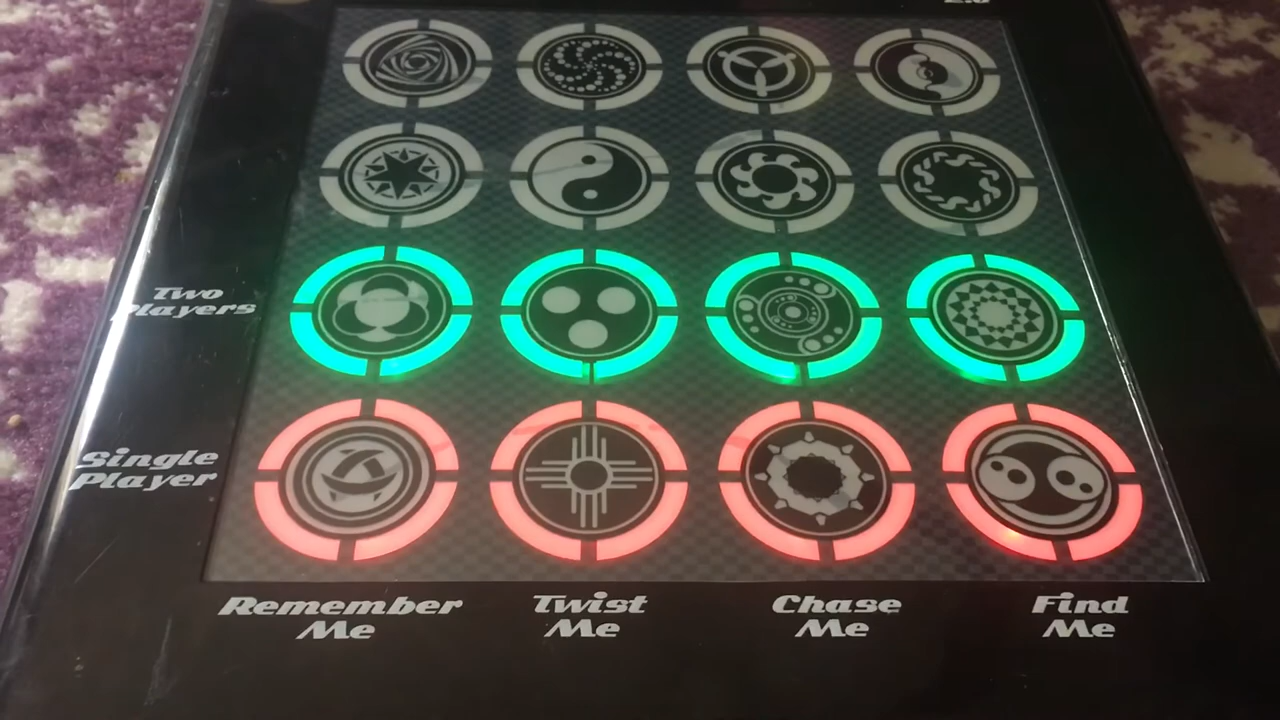 Two
Players
Single
Player
Remember
Me
Twist
Me
Chase
Me
Find
Me